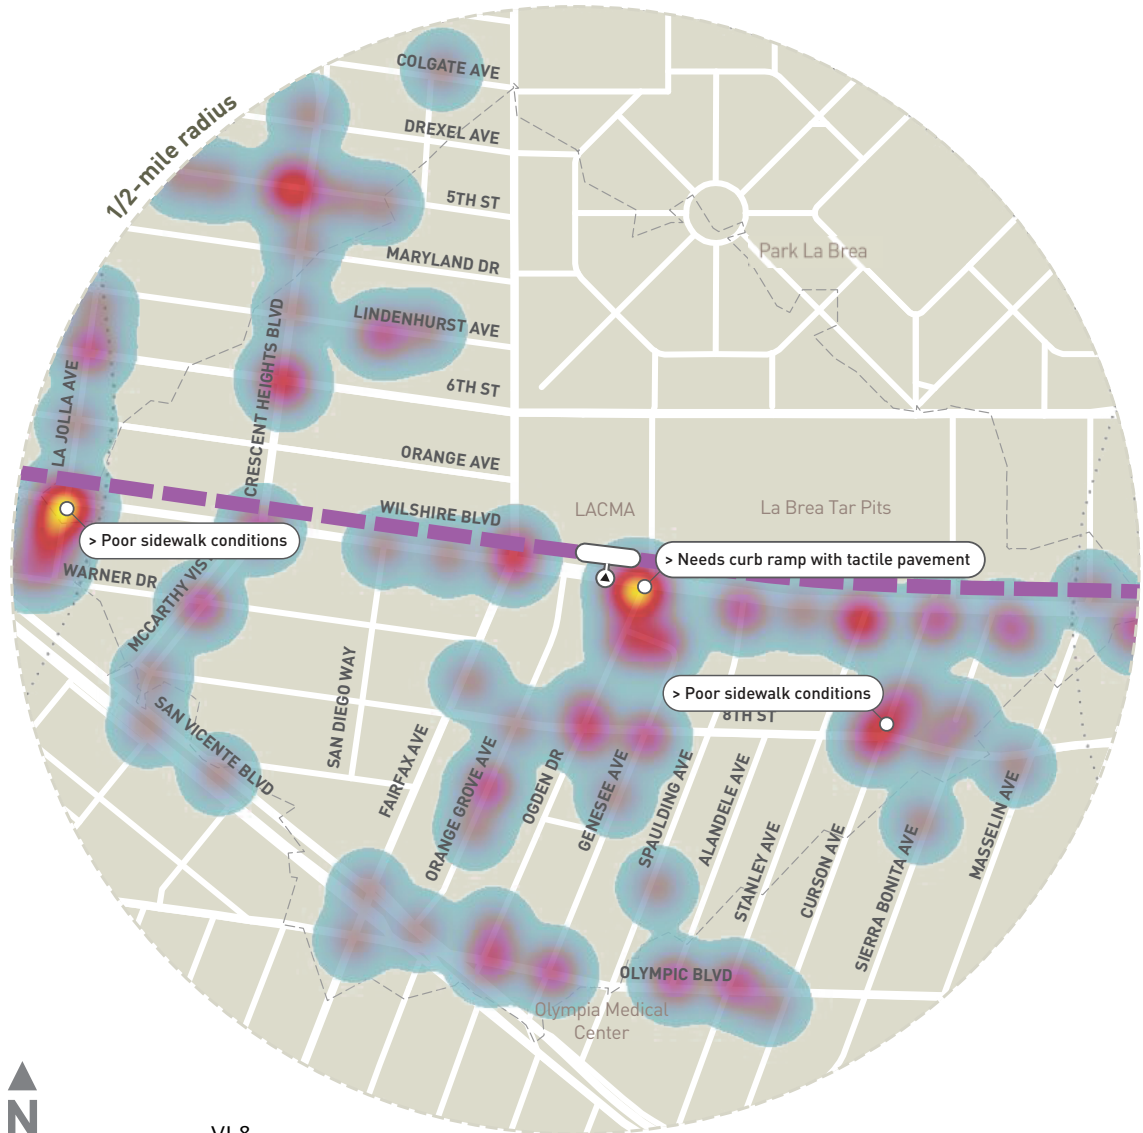 COLGATE AVE
1/2-mile radius
DREXEL AVE
5TH ST
MARYLAND DR
Park La Brea
LINDENHURST AVE
CRESCENT HEIGHTS BLVD
6TH ST
LA JOLLA AVE
ORANGE AVE
WILSHIRE BLVD
LACMA
La Brea Tar Pits
> Poor sidewalk conditions
> Needs curb ramp with tactile pavement
WARNER DR
MCCARTHY VIS
SAN DIEGO WAY
> Poor sidewalk conditions
8TH ST
SAN VICENTE BLVD
FAIRFAX AVE
ORANGE GROVE AVE
OGDEN DR
GENESEE AVE
SPAULDING AVE
ALANDELE AVE
STANLEY AVE
CURSON AVE
SIERRA BONITA AVE
MASSELIN AVE
OLYMPIC BLVD
Olympia Medical
Center
N